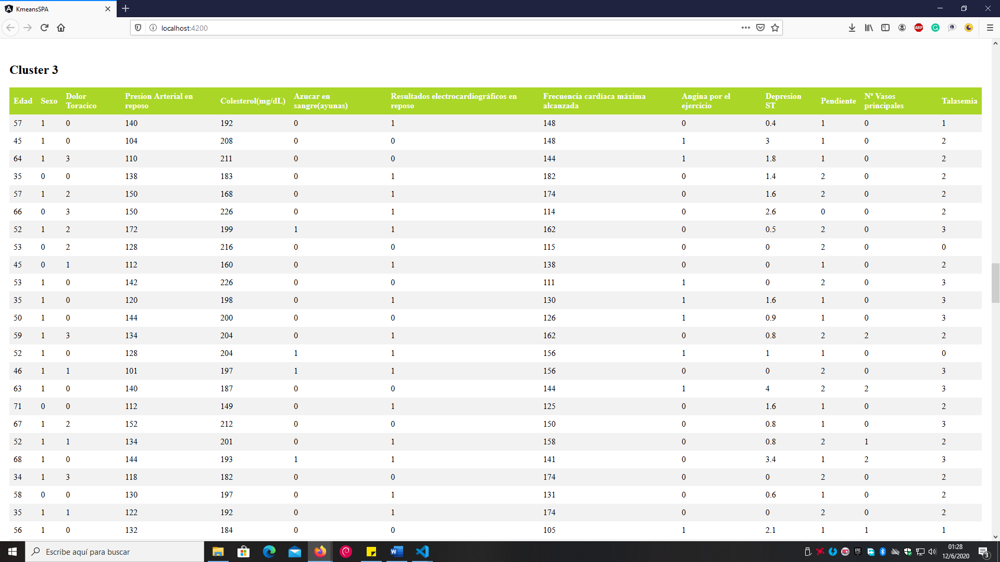 KmeansSPA
localhost:4200
ABP
Cluster 3
Edad Sexo Dolor Toracico Presion Arterial en reposo Colesterol(mg/dL) Azucar en sangre(ayunas) Resultados electrocardiográficos en reposo Frecuencia cardíaca máxima alcanzada Angina por el ejercicio Depresion ST Pendiente Nº Vasos principales Talasemia
57 1 0 140 192 0 1 148 0 0.4 1 0 1
45 1 0 104 208 0 0 148 1 3 1 0 2
64 1 3 110 211 0 0 144 1 1.8 1 0 2
35 0 0 138 183 0 1 182 0 1.4 2 0 2
57 1 2 150 168 0 1 174 0 1.6 2 0 2
66 0 3 150 226 0 1 114 0 2.6 0 0 2
52 1 2 172 199 1 1 162 0 0.5 2 0 3
53 0 2 128 216 0 0 115 0 0 2 0 0
45 0 1 112 160 0 1 138 0 0 1 0 2
53 1 0 142 226 0 0 111 1 0 2 0 3
35 1 0 120 198 0 1 130 1 1.6 1 0 3
50 1 0 144 200 0 0 126 1 0.9 1 0 3
59 1 3 134 204 0 1 162 0 0.8 2 2 2
52 1 0 128 204 1 1 156 1 1 1 0 0
46 1 1 101 197 1 1 156 0 0 2 0 3
63 1 0 140 187 0 0 144 1 4 2 2 3
71 0 0 112 149 0 1 125 0 1.6 1 0 2
67 1 2 152 212 0 0 150 0 0.8 1 0 3
52 1 1 134 201 0 1 158 0 0.8 2 1 2
68 1 0 144 193 1 1 141 0 3.4 1 2 3
34 1 3 118 182 0 0 174 0 0 2 0 2
58 0 0 130 197 0 1 131 0 0.6 1 0 2
35 1 1 122 192 0 1 174 0 0 2 0 2
56 1 0 132 184 0 0 105 1 2.1 1 1 1
Escribe aquí para buscar
EPIC
01:28
12/6/2020
3